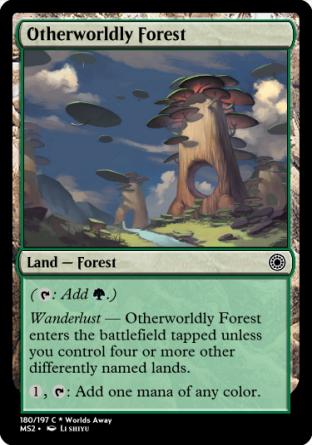 Otherworldly Forest
Land — Forest
(: Add .)
Wanderlust — Otherworldly Forest
enters the battlefield tapped unless
you control four or more other
differently named lands.
1, : Add one mana of any color.
180/197 C * Worlds Away
MS2 • LI SHIYU